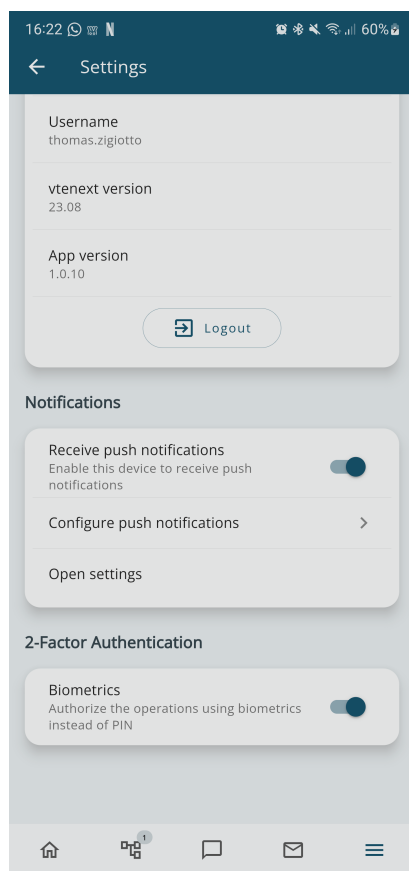 16:22 N 60%
Settings
Username
thomas.zigiotto
vtenext version
23.08
App version
1.0.10
Logout
Notifications
Receive push notifications
Enable this device to receive push
notifications
Configure push notifications
Open settings
2-Factor Authentication
Biometrics
Authorize the operations using biometrics
instead of PIN
1